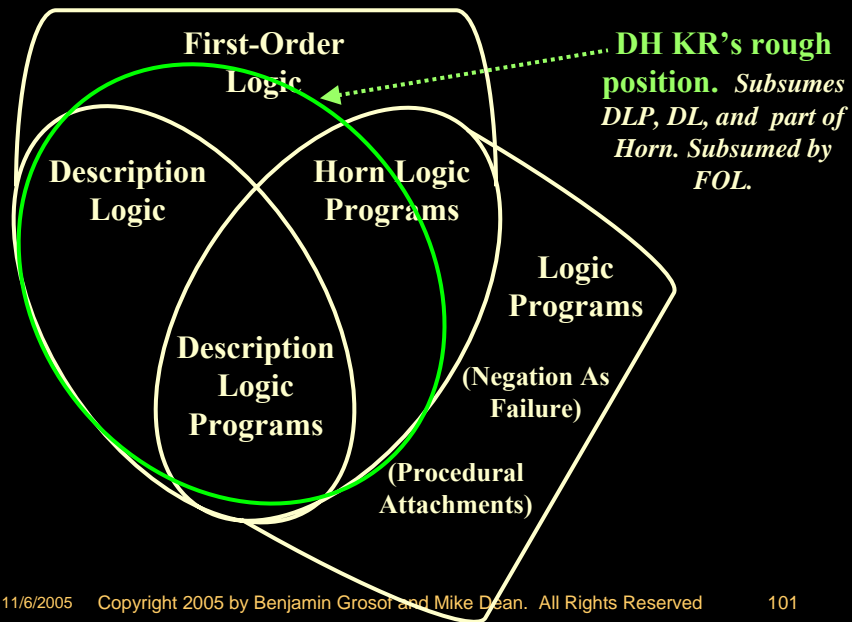 First-Order
Logic
DH KR's rough
position. Subsumes
DLP, DL, and part of
Horn. Subsumed by
FOL.
Description
Logic
Horn Logic
Programs
Logic
Programs
Description
Logic
Programs
(Negation As
Failure)
(Procedural
Attachments)
11/6/2005 Copyright 2005 by Benjamin Grosof and Mike Dean. All Rights Reserved 101